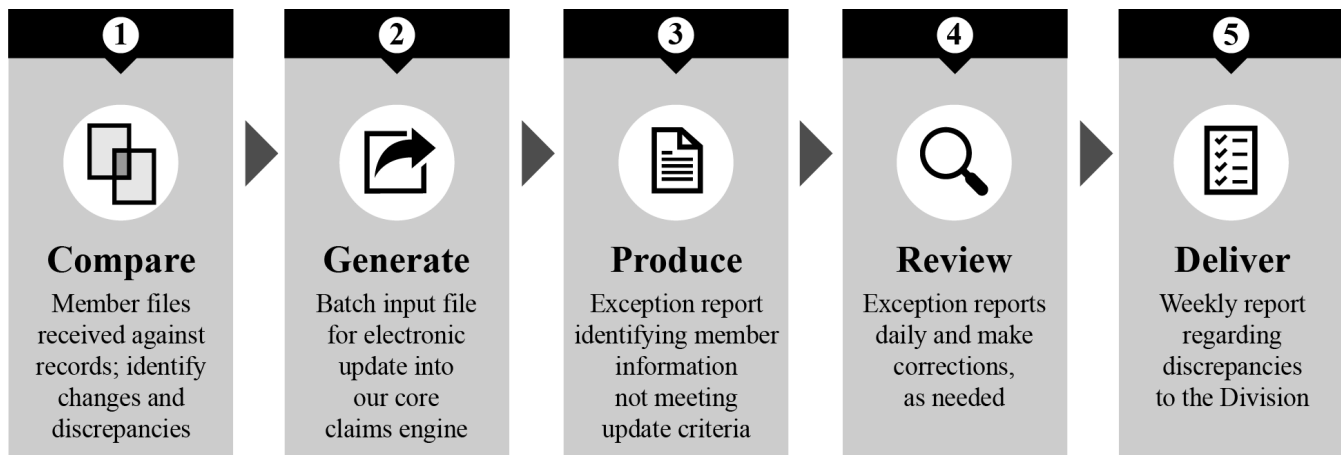 1
Compare
Member files
received against
records; identify
changes and
discrepancies
2
Generate
Batch input file
for electronic
update into
our core
claims engine
3
Produce
Exception report
identifying member
information
not meeting
update criteria
4
Review
Exception reports
daily and make
corrections,
as needed
5
Deliver
Weekly report
regarding
discrepancies
to the Division